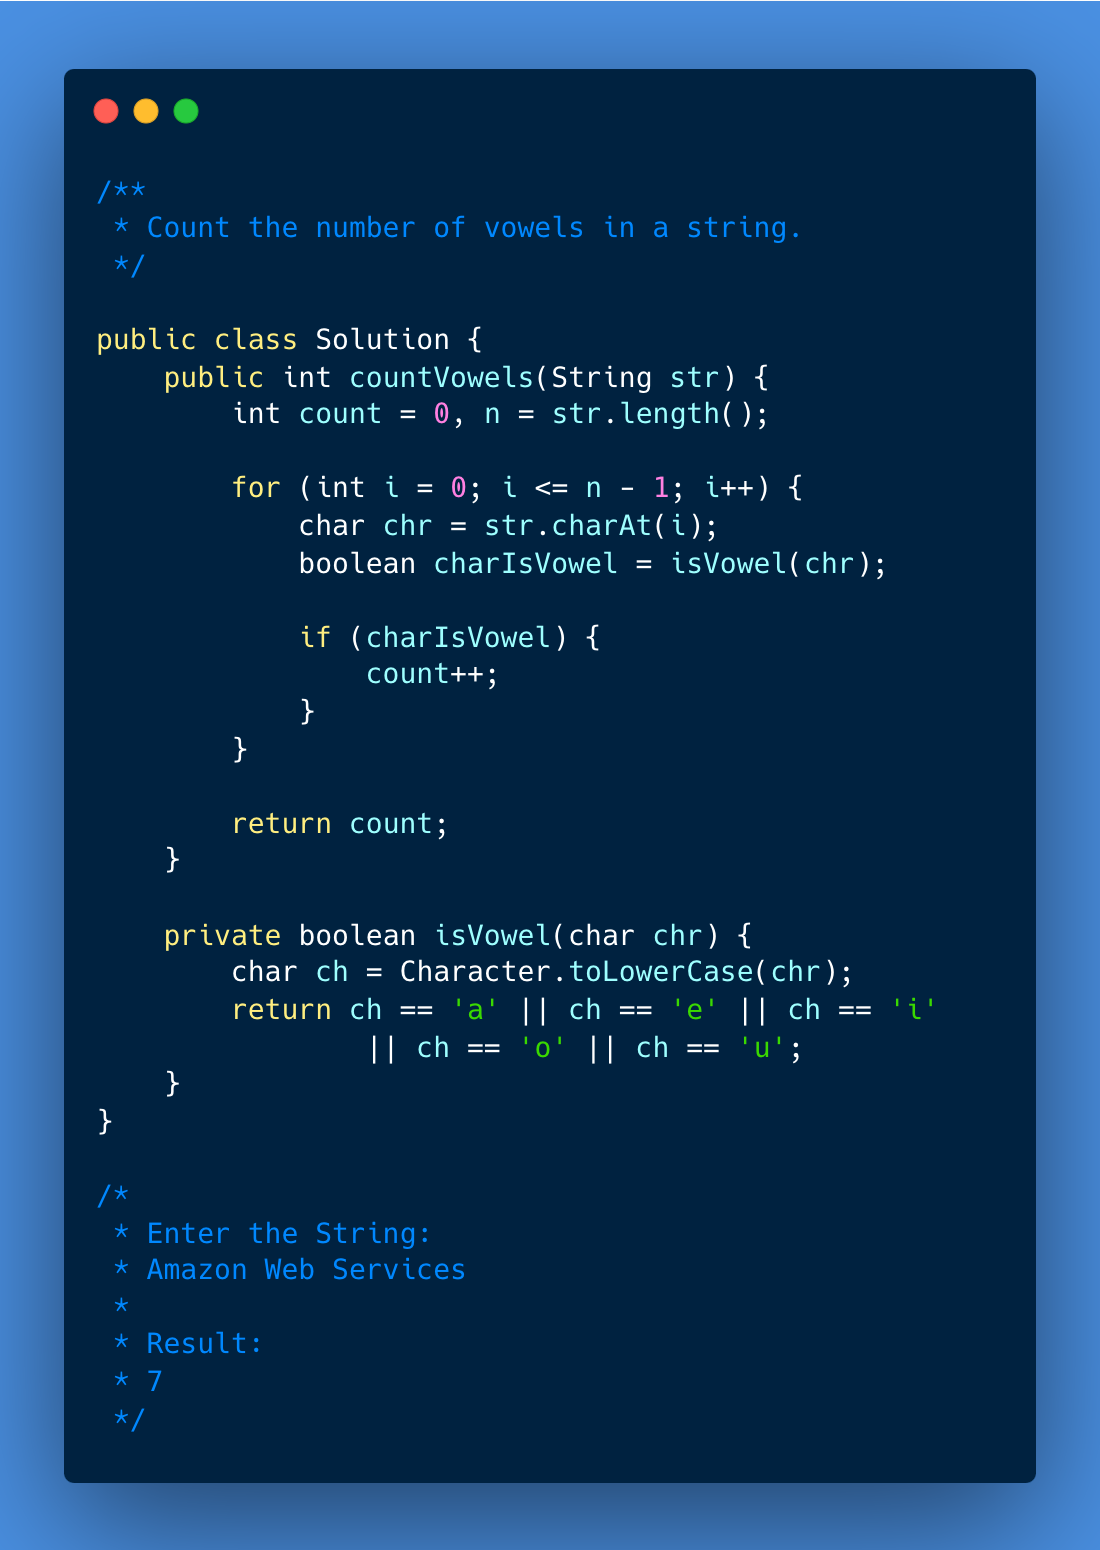 /**
 * Count the number of vowels in a string.
 */

public class Solution {
    public int countVowels(String str) {
        int count = 0, n = str.length();

        for (int i = 0; i <= n - 1; i++) {
            char chr = str.charAt(i);
            boolean charIsVowel = isVowel(chr);

            if (charIsVowel) {
                count++;
            }
        }

        return count;
    }

    private boolean isVowel(char chr) {
        char ch = Character.toLowerCase(chr);
        return ch == 'a' || ch == 'e' || ch == 'i'
                || ch == 'o' || ch == 'u';
    }
}

/*
 * Enter the String:
 * Amazon Web Services
 *
 * Result:
 * 7
 */